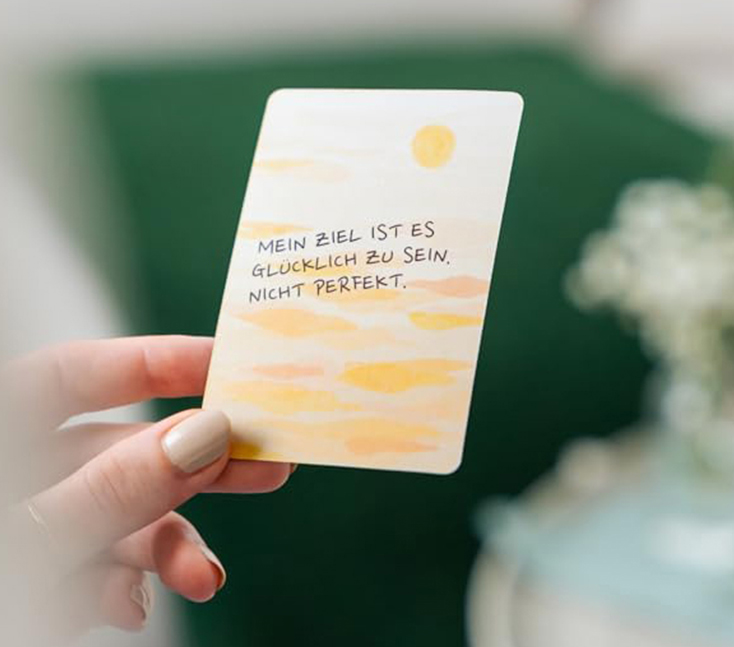 MEIN ZIEL IST ES
GLÜCKLICH ZU SEIN.
NICHT PERFEKT.